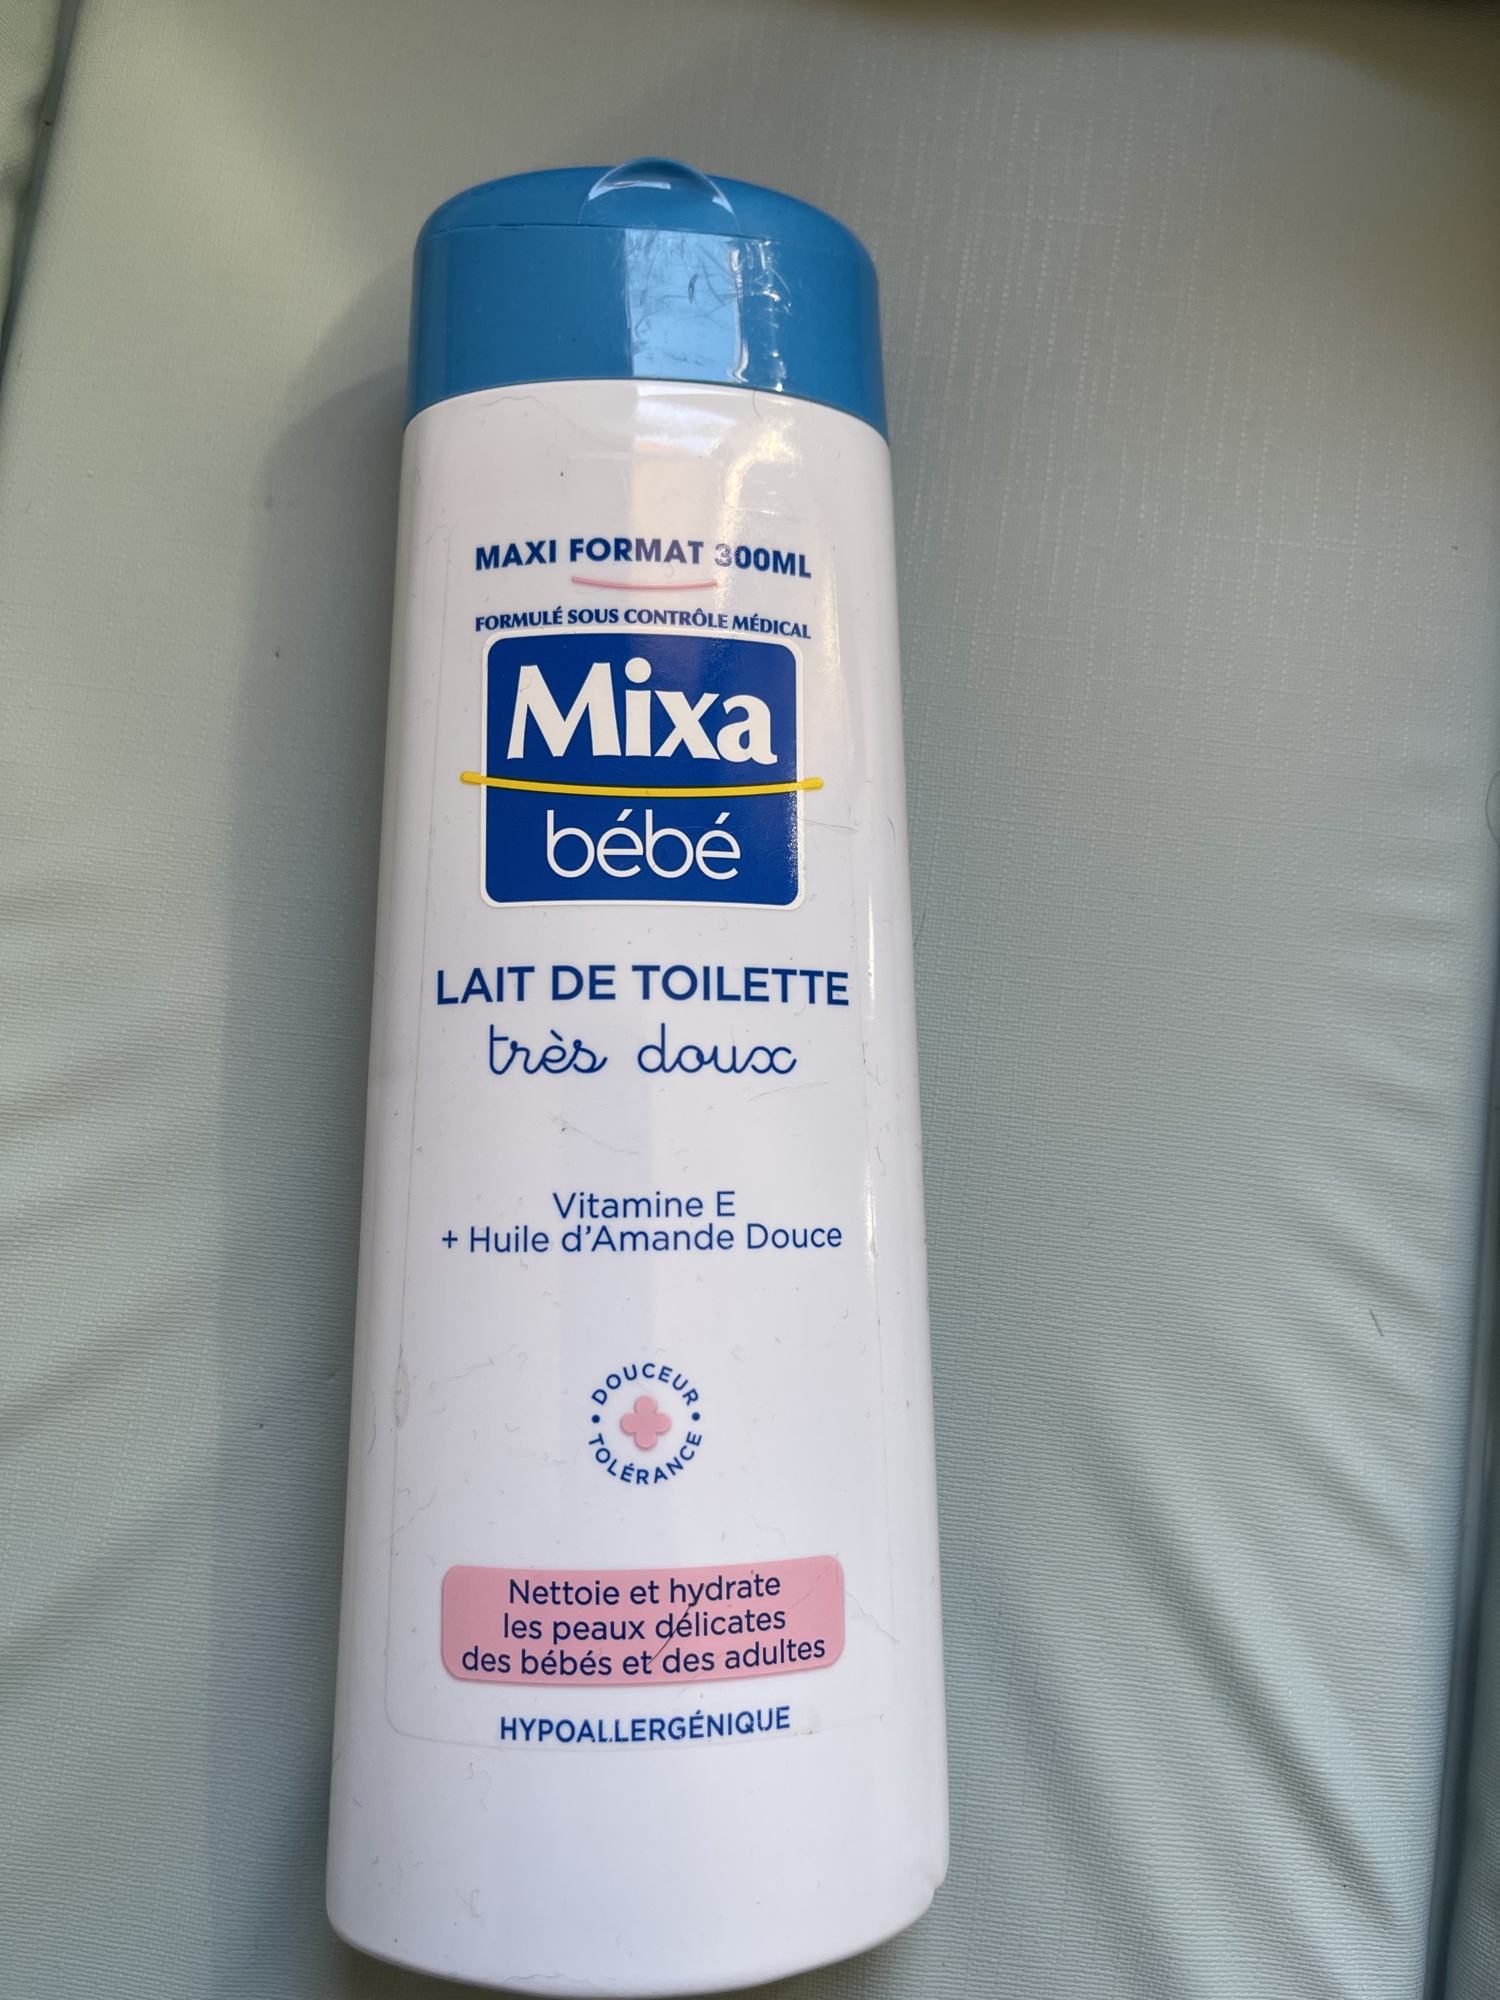 MAXI FORMAT 300ML
FORMULÉ SOUS CONTRÔLE MÉDICAL
Mixa
bébé
LAIT DE TOILETTE
très doux
Vitamine E
+ Huile d'Amande Douce
DOUCEUR •
TOLÉRANCE •
Nettoie et hydrate
les peaux délicates
des bébés et des adultes
HYPOALLERGÉNIQUE